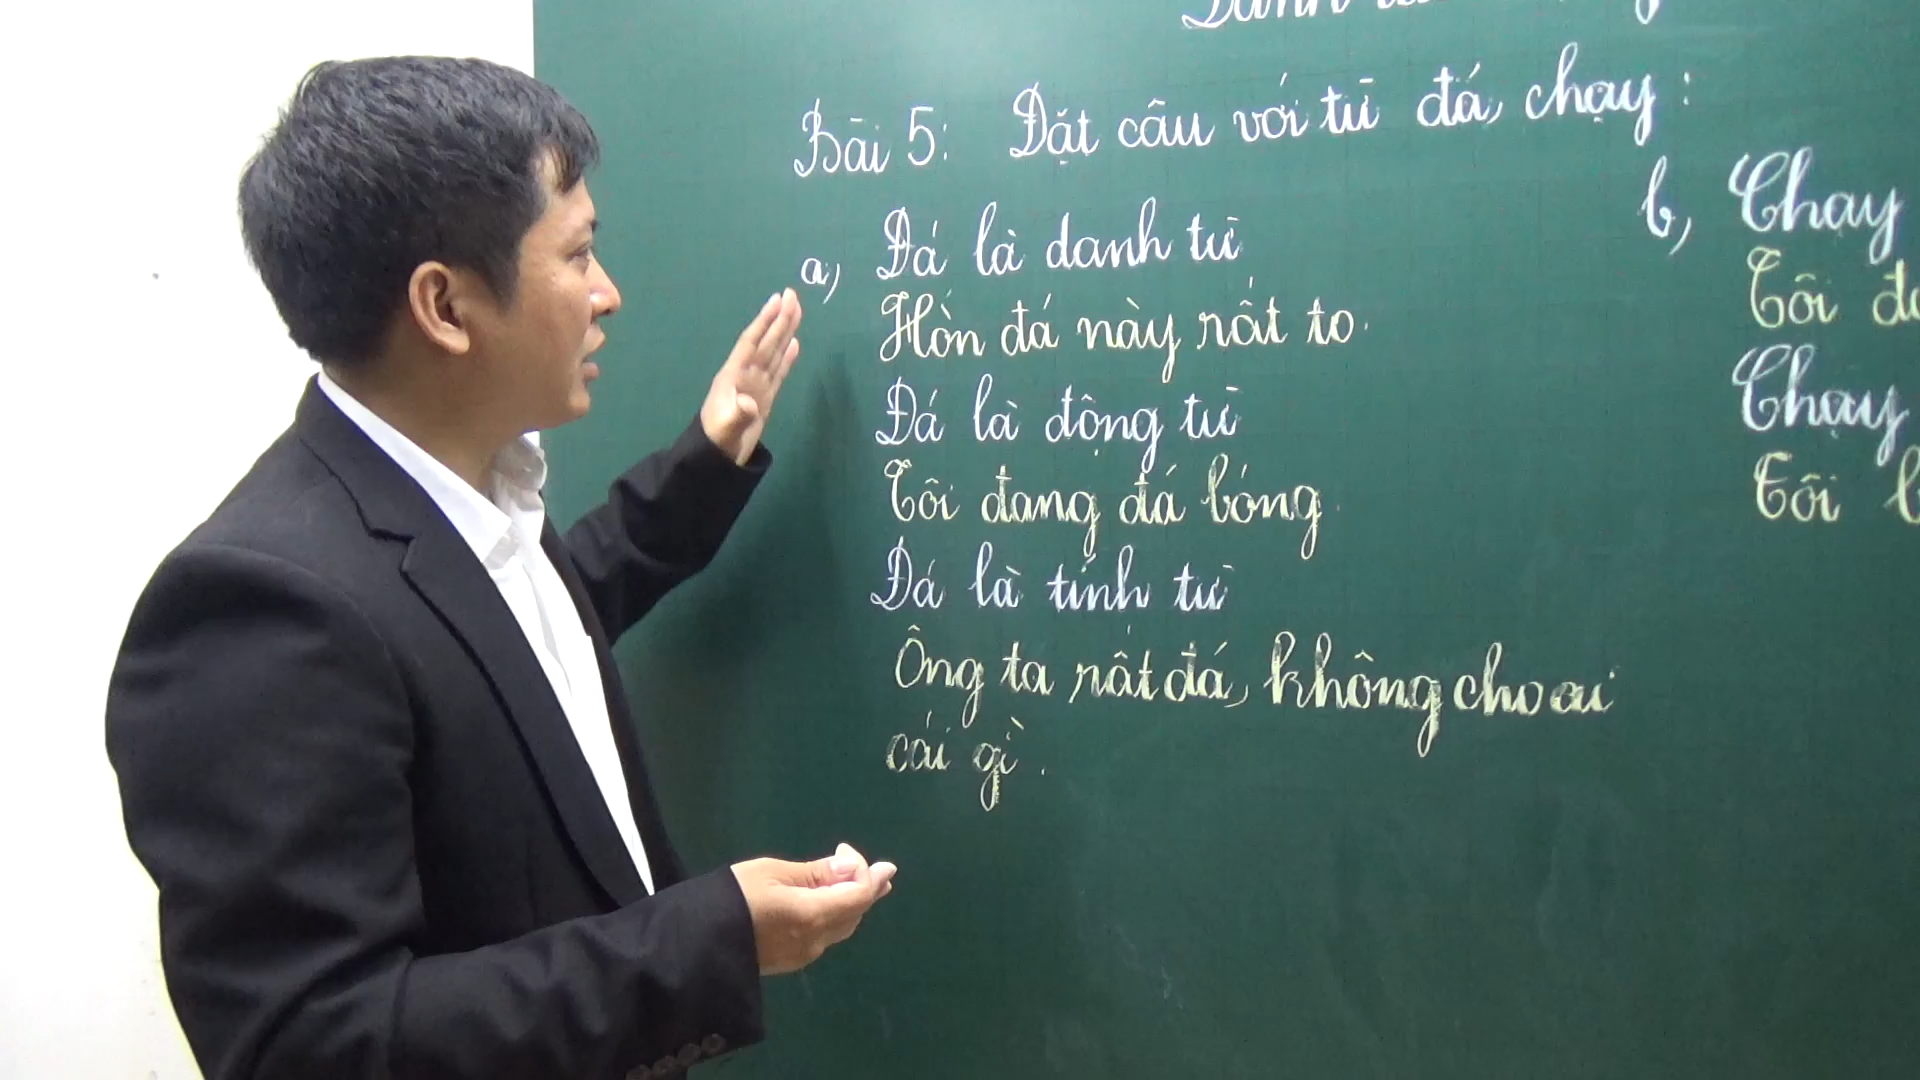 Danh từ
Bài 5: Đặt câu với từ đá, chạy:
a, Đá là danh từ
Hòn đá này rất to.
Đá là động từ
Tôi đang đá bóng.
Đá là tính từ
Ông ta rất đá, không cho ai
cái gì.
b, Chạy
Tôi
Chạy
Tôi